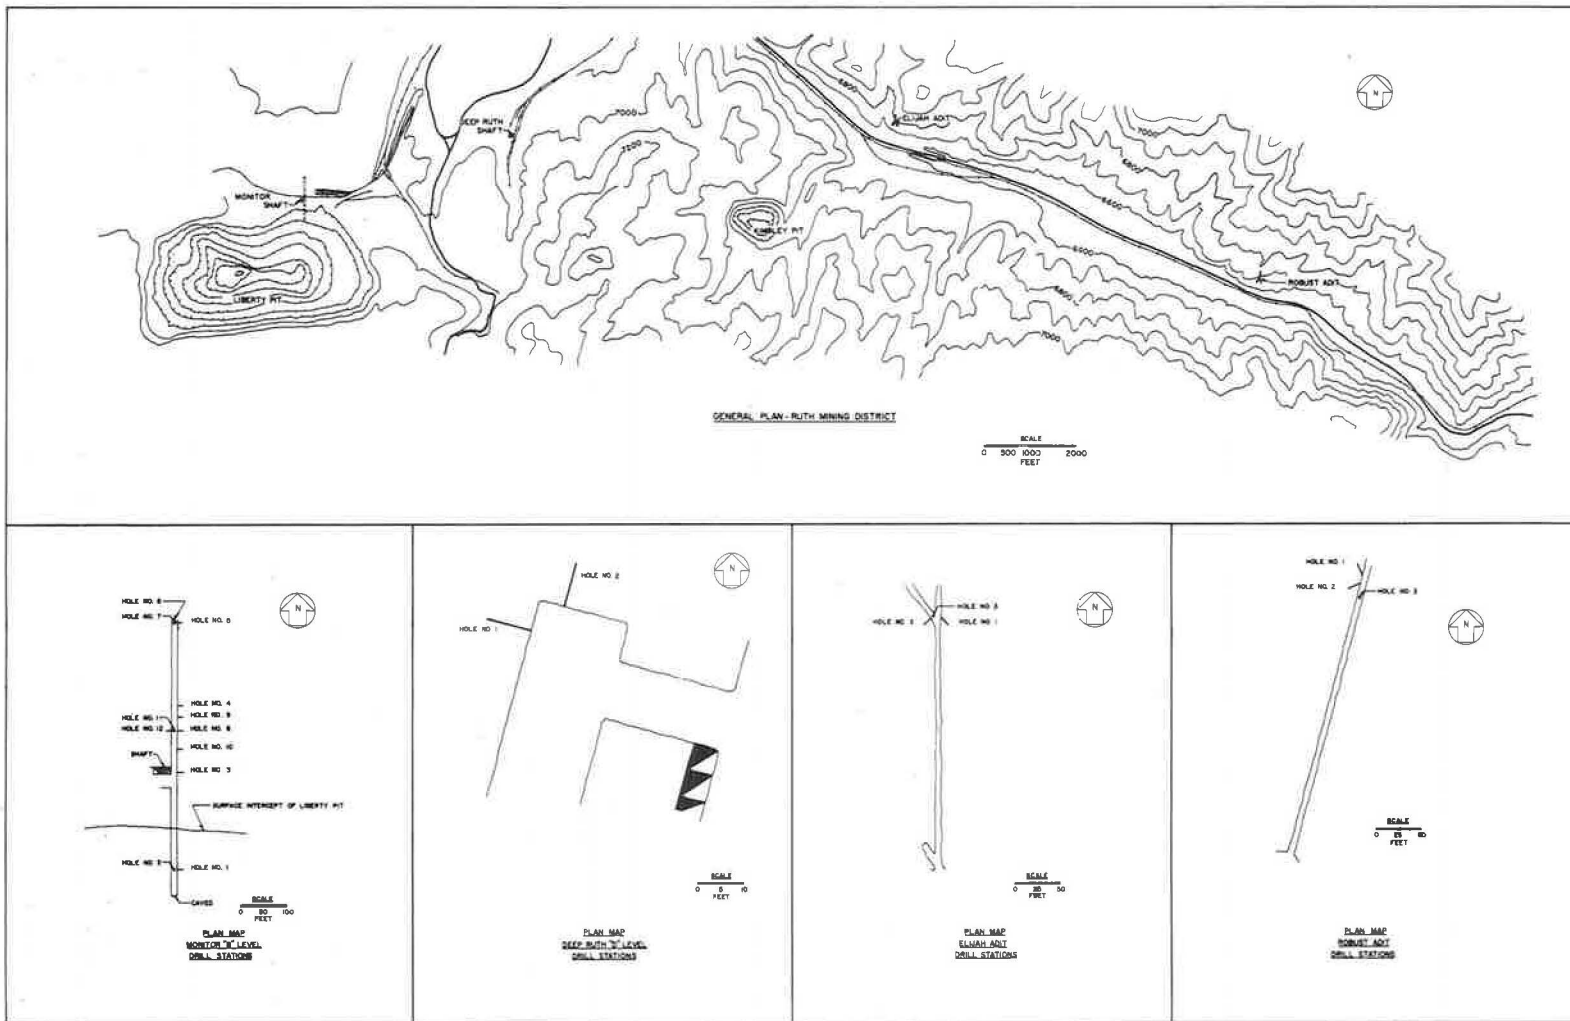 N
7000
7200
DEEP RUTH
SHAFT
MONITOR
SHAFT
LIBERTY PIT
KIMBLEY PIT
6800
ELIJAH ADIT
7000
6800
6600
6600
6800
7000
ROBUST ADIT
GENERAL PLAN - RUTH MINING DISTRICT
SCALE
0 500 1000 2000
FEET
N
HOLE NO. 6
HOLE NO. 7
HOLE NO. 5
HOLE NO. 4
HOLE NO. 9
HOLE NO. 12
HOLE NO. 8
HOLE NO. 10
SHAFT
HOLE NO. 3
SURFACE INTERCEPT OF LIBERTY PIT
HOLE NO. 2
HOLE NO. 1
CAVED
SCALE
0 50 100
FEET
PLAN MAP
MONITOR "B" LEVEL
DRILL STATIONS
N
HOLE NO. 2
HOLE NO. 1
SCALE
0 5 10
FEET
PLAN MAP
DEEP RUTH "D" LEVEL
DRILL STATIONS
N
HOLE NO. 1
SCALE
0 25 50
FEET
PLAN MAP
ELIJAH ADIT
DRILL STATIONS
HOLE NO. 1
HOLE NO. 2
HOLE NO. 3
N
SCALE
0 25 50
FEET
PLAN MAP
ROBUST ADIT
DRILL STATIONS